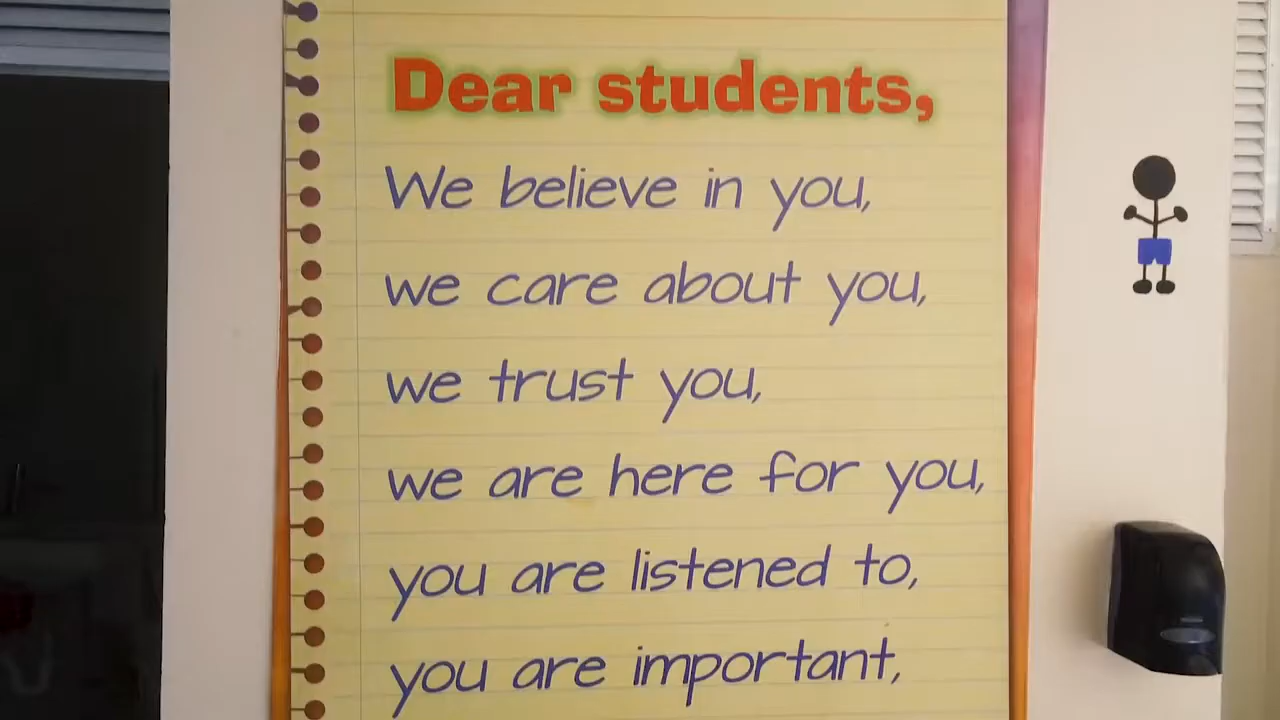 Dear students,
We believe in you,
we care about you,
we trust you,
we are here for you,
you are listened to,
you are important,